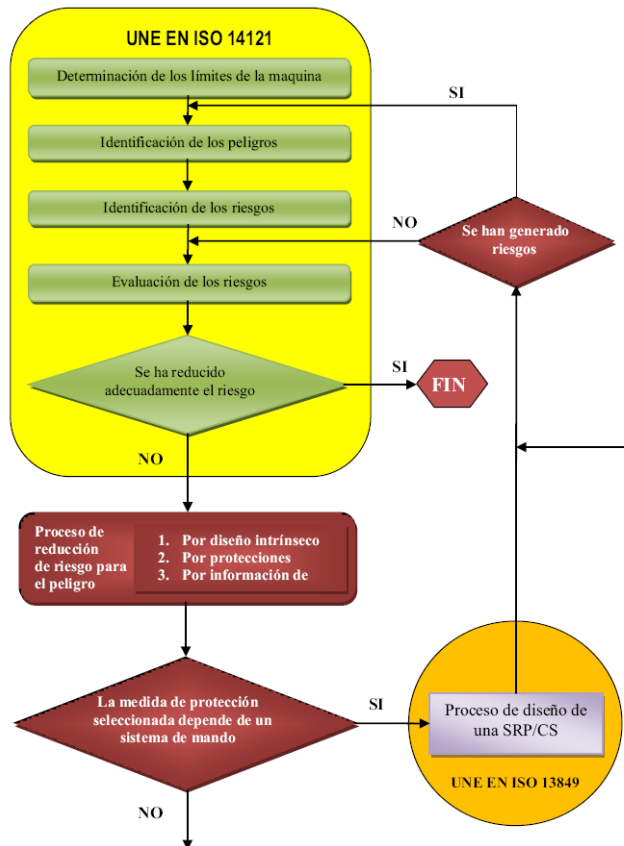 UNE EN ISO 14121
Determinación de los límites de la maquina
SI
Identificación de los peligros
Identificación de los riesgos
NO
Se han generado
riesgos
Evaluación de los riesgos
Se ha reducido
adecuadamente el riesgo
SI
FIN
NO
Proceso de
reducción
de riesgo para
el peligro
1. Por diseño intrínseco
2. Por protecciones
3. Por información de
La medida de protección
seleccionada depende de un
sistema de mando
SI
Proceso de diseño de
una SRP/CS
UNE EN ISO 13849
NO